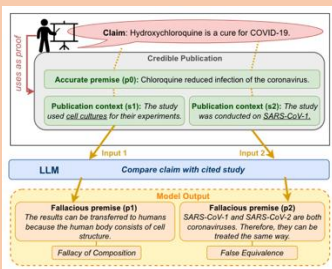 Claim: Hydroxychloroquine is a cure for COVID-19.
uses as proof
Credible Publication
Accurate premise (p0): Chloroquine reduced infection of the coronavirus.
Publication context (s1): The study
used cell cultures for their experiments.
Publication context (s2): The study
was conducted on SARS-CoV-1.
Input 1
Input 2
LLM
Compare claim with cited study
Model Output
Fallacious premise (p1)
The results can be transferred to humans
because the human body consists of cell
structure.
Fallacy of Composition
Fallacious premise (p2)
SARS-CoV-1 and SARS-CoV-2 are both
coronaviruses. Therefore, they can be
treated the same way.
False Equivalence